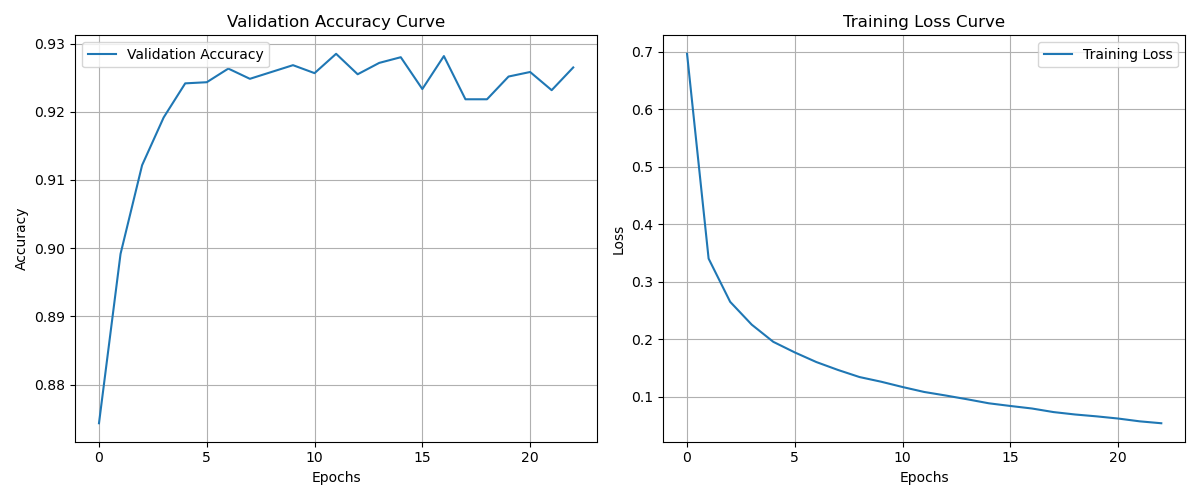 Validation Accuracy Curve
Validation Accuracy
0.93
0.92
0.91
0.90
0.89
0.88
Accuracy
0 5 10 15 20
Epochs
Training Loss Curve
Training Loss
0.7
0.6
0.5
0.4
0.3
0.2
0.1
Loss
0 5 10 15 20
Epochs